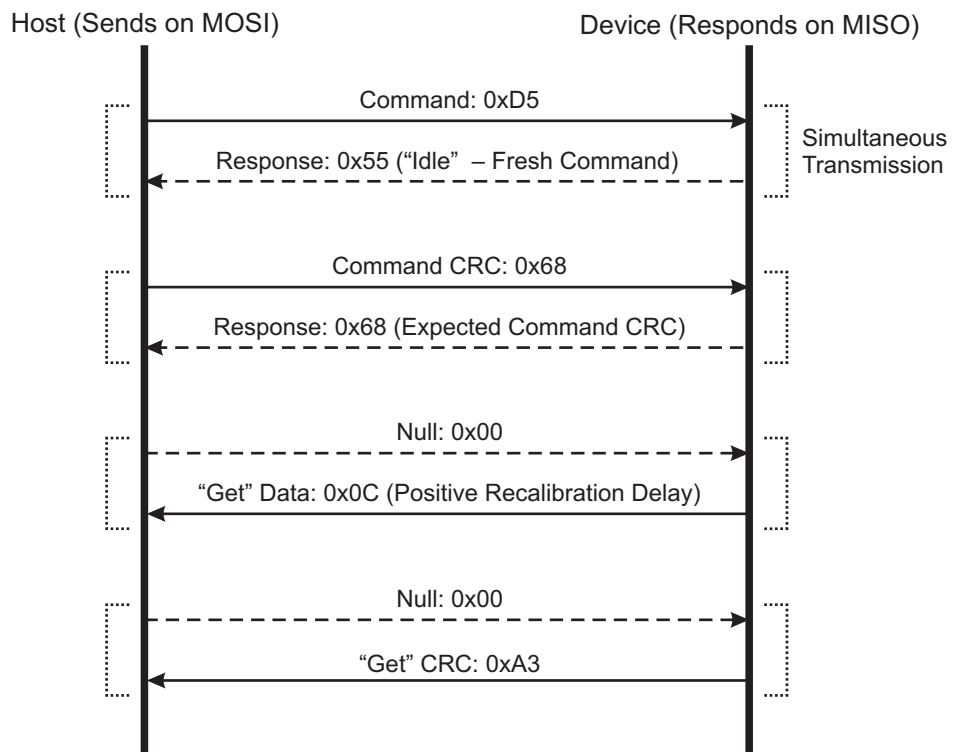 Host (Sends on MOSI)
Device (Responds on MISO)
Command: 0xD5
Simultaneous
Transmission
Response: 0x55 (“Idle” – Fresh Command)
Command CRC: 0x68
Response: 0x68 (Expected Command CRC)
Null: 0x00
“Get” Data: 0x0C (Positive Recalibration Delay)
Null: 0x00
“Get” CRC: 0xA3